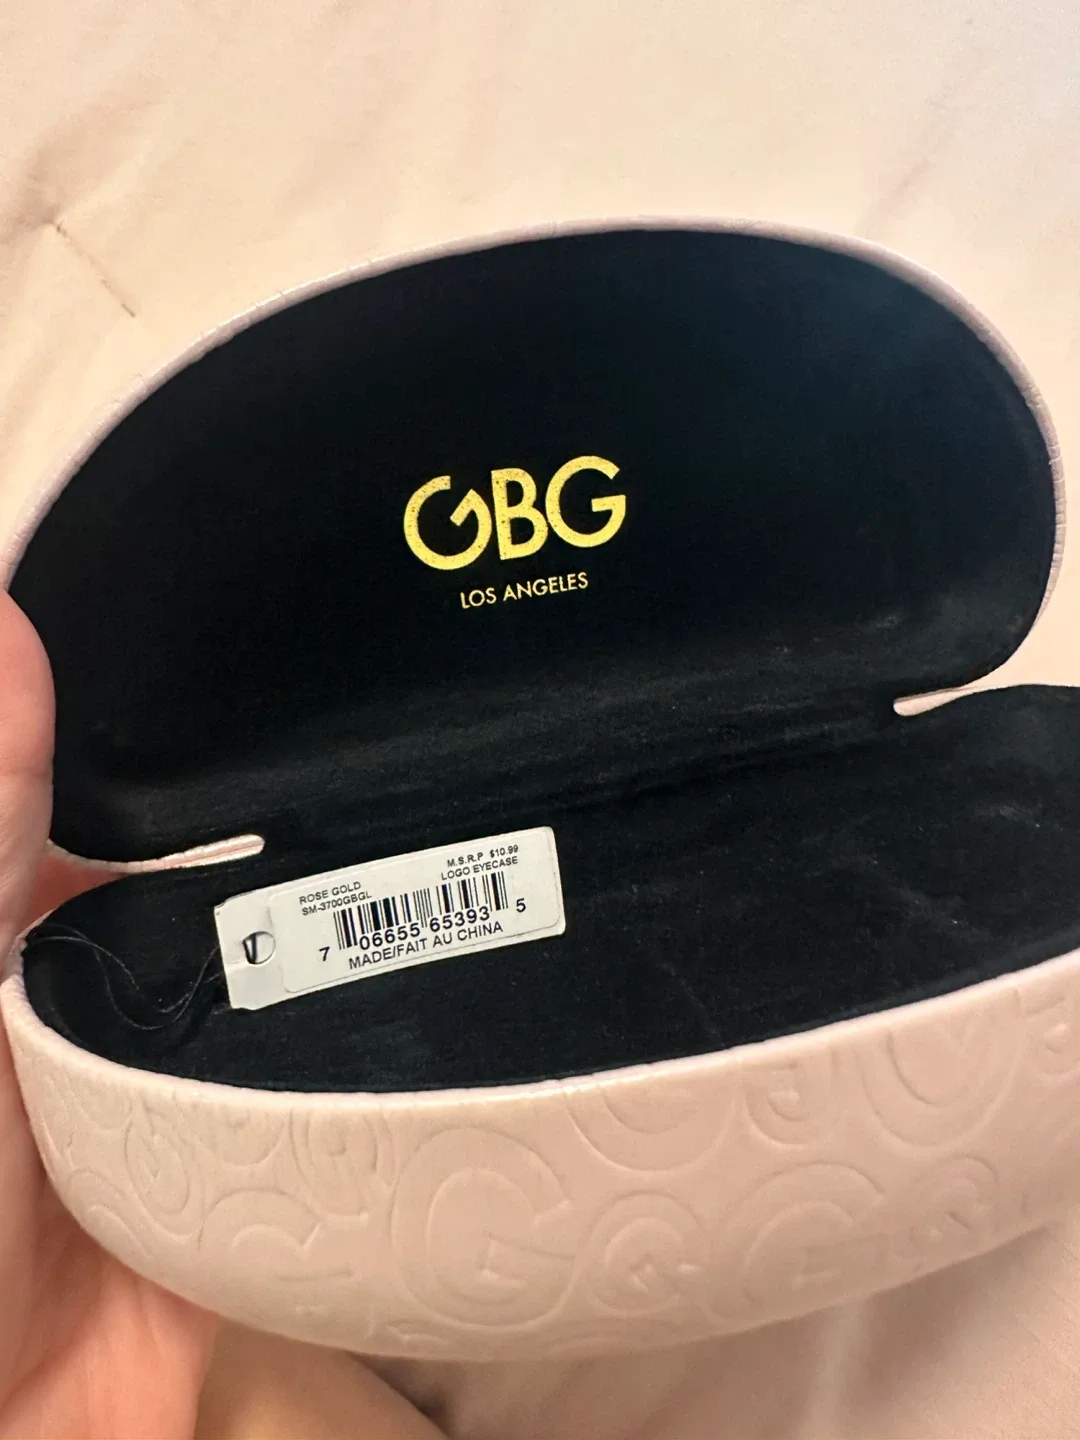 GBG
LOS ANGELES
M.S.R.P $10.99
ROSE GOLD LOGO EYECASE
SM-3700GBGL
7 06655 65393 5
MADE/FAIT AU CHINA